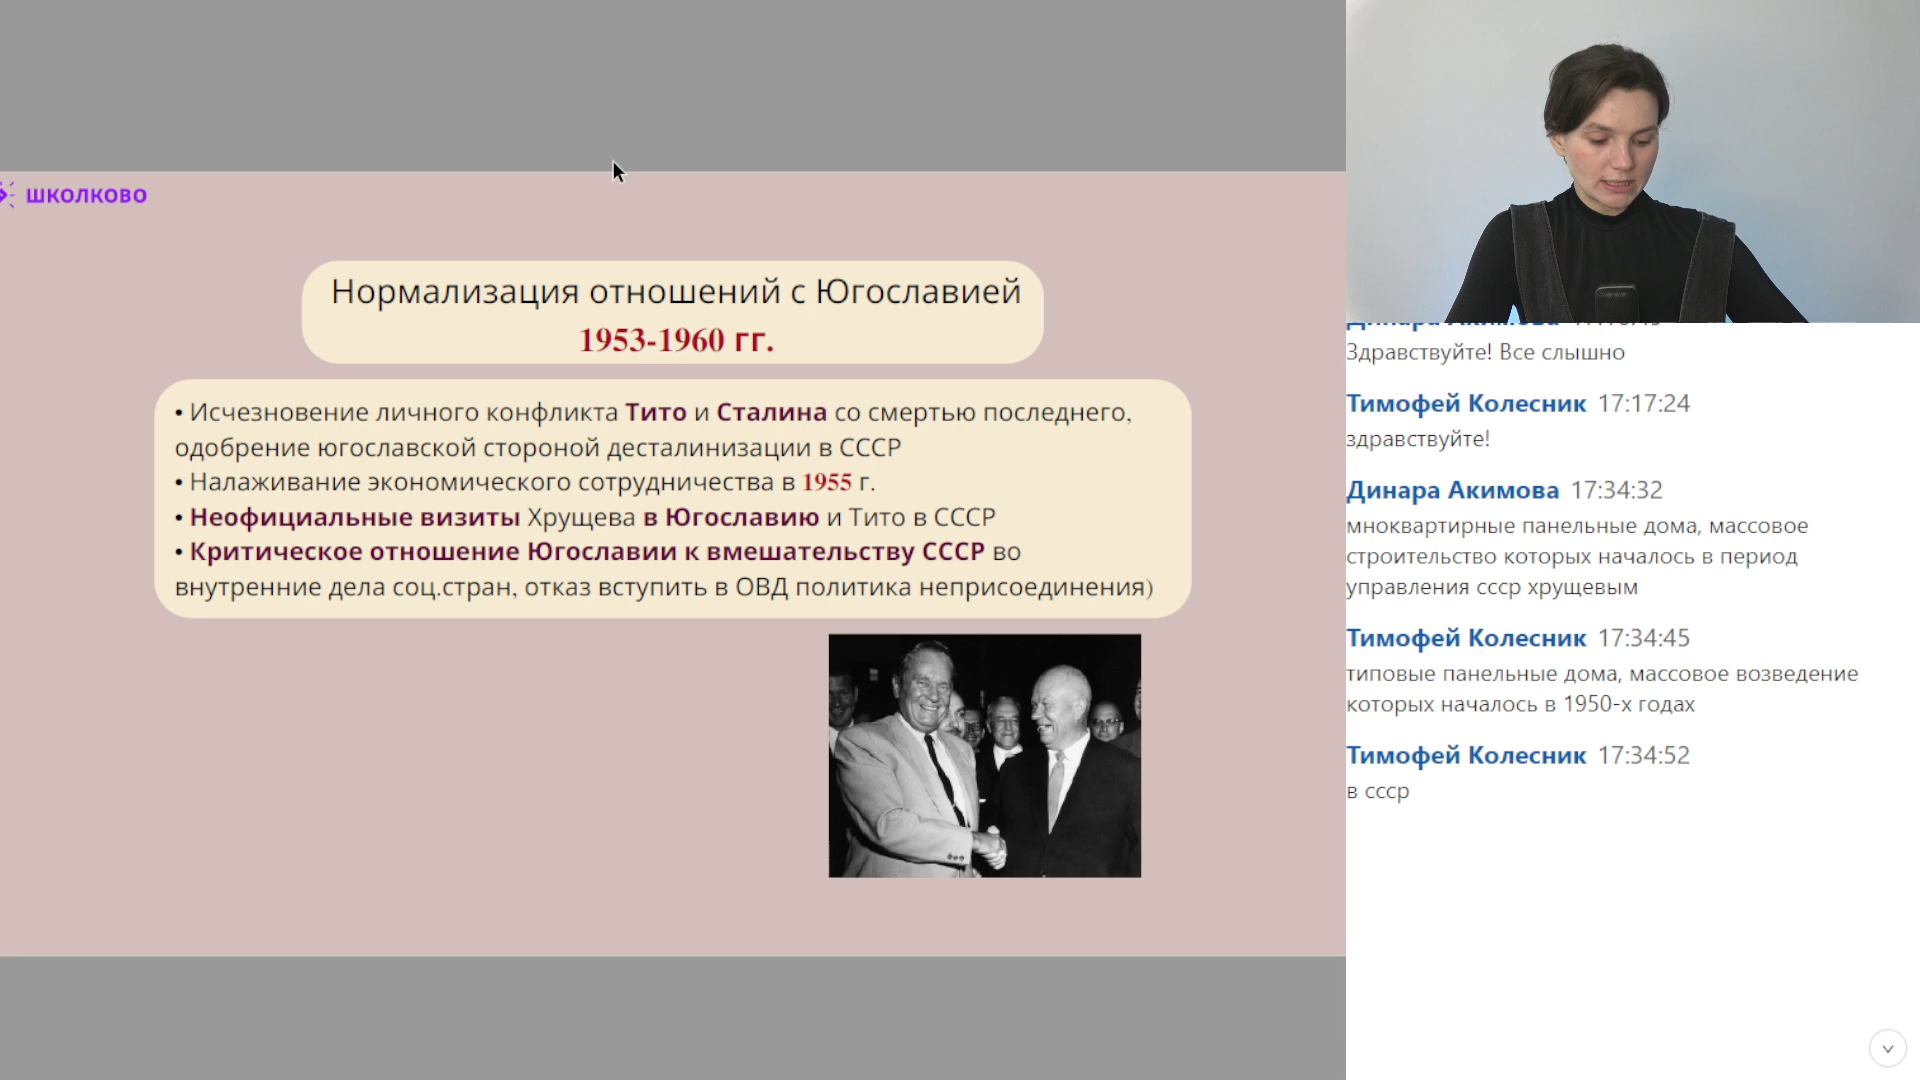 ШКОЛКОВО
Нормализация отношений с Югославией
1953-1960 гг.
• Исчезновение личного конфликта Тито и Сталина со смертью последнего,
одобрение югославской стороной десталинизации в СССР
• Налаживание экономического сотрудничества в 1955 г.
• Неофициальные визиты Хрущева в Югославию и Тито в СССР
• Критическое отношение Югославии к вмешательству СССР во
внутренние дела соц.стран, отказ вступить в ОВД политика неприсоединения)
Динара Акимова
Здравствуйте! Все слышно
Тимофей Колесник 17:17:24
здравствуйте!
Динара Акимова 17:34:32
мноквартирные панельные дома, массовое
строительство которых началось в период
управления ссср хрущевым
Тимофей Колесник 17:34:45
типовые панельные дома, массовое возведение
которых началось в 1950-х годах
Тимофей Колесник 17:34:52
в ссср